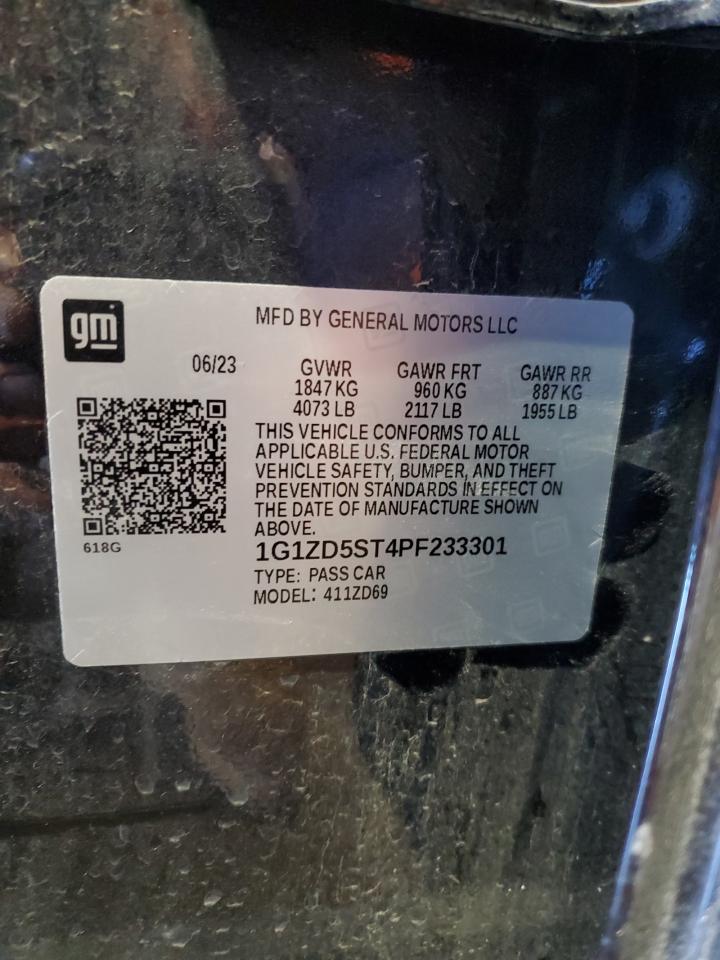 gm
MFD BY GENERAL MOTORS LLC
06/23 GVWR GAWR FRT GAWR RR
1847 KG 960 KG 887 KG
4073 LB 2117 LB 1955 LB
THIS VEHICLE CONFORMS TO ALL
APPLICABLE U.S. FEDERAL MOTOR
VEHICLE SAFETY, BUMPER, AND THEFT
PREVENTION STANDARDS IN EFFECT ON
THE DATE OF MANUFACTURE SHOWN
ABOVE.
618G
1G1ZD5ST4PF233301
TYPE: PASS CAR
MODEL: 411ZD69